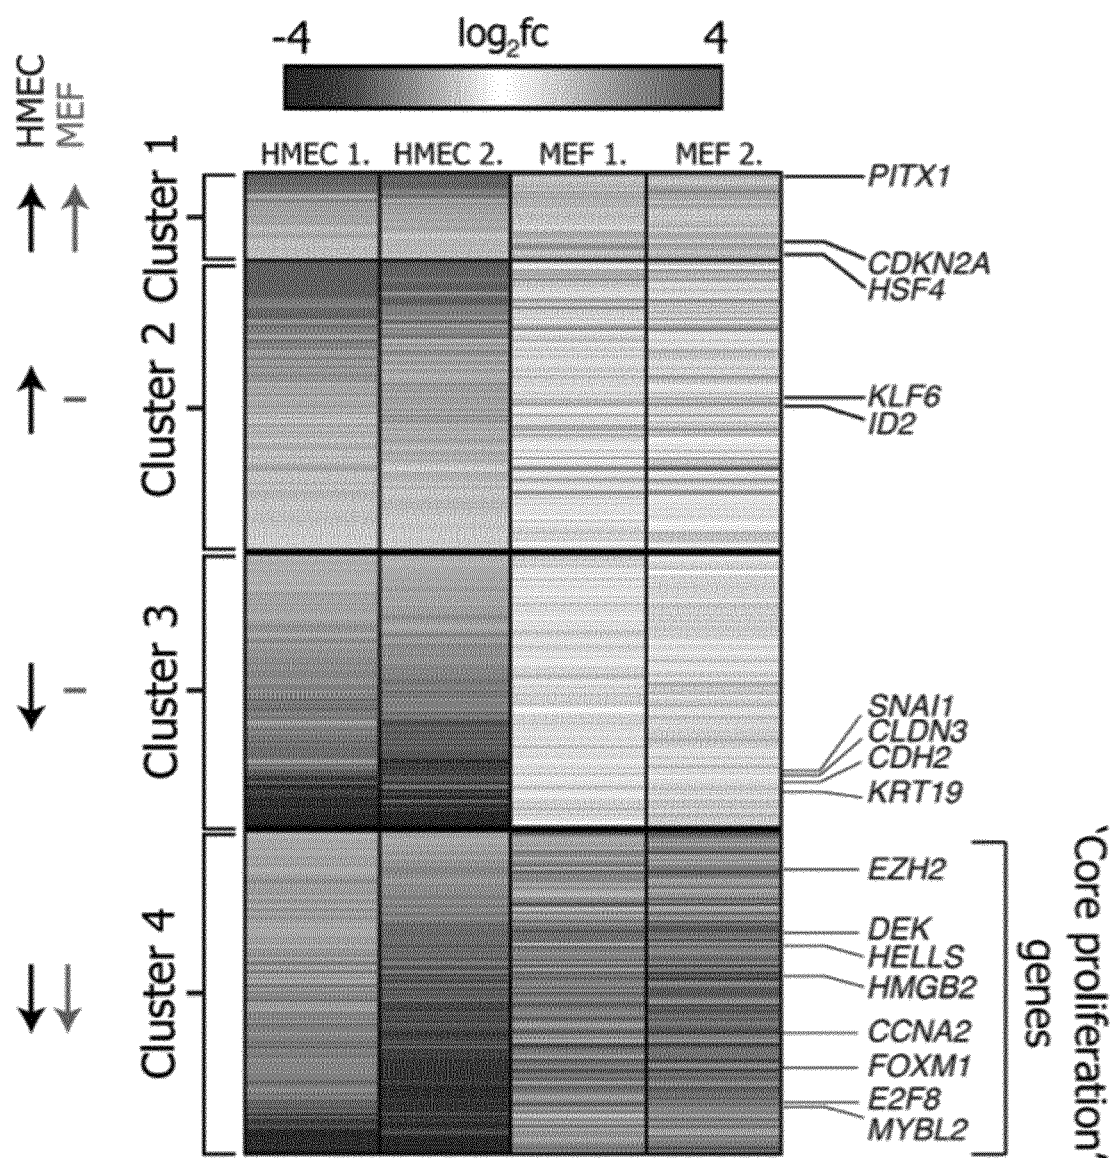 -4 log2fc 4
HMEC
MEF
HMEC 1. HMEC 2. MEF 1. MEF 2.
Cluster 1
PITX1
CDKN2A
HSF4
Cluster 2
KLF6
ID2
Cluster 3
SNAI1
CLDN3
CDH2
KRT19
Cluster 4
EZH2
DEK
HELLS
HMGB2
CCNA2
FOXM1
E2F8
MYBL2
‘Core proliferation’
genes